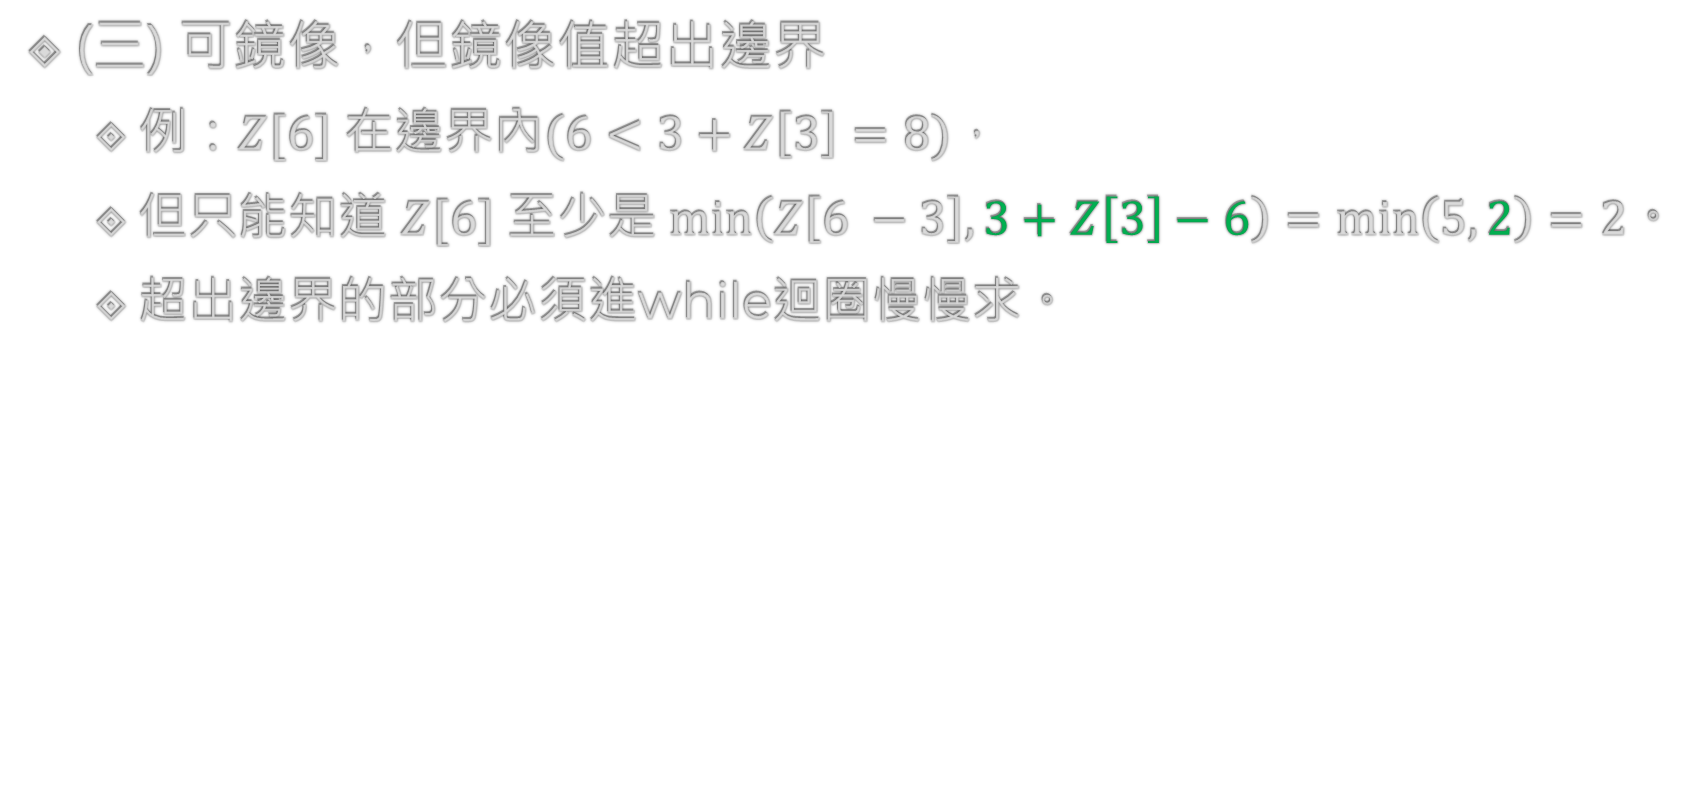 (三) 可鏡像，但鏡像值超出邊界
例：Z[6] 在邊界內(6 < 3 + Z[3] = 8)，
但只能知道 Z[6] 至少是 min(Z[6 − 3], 3 + Z[3] − 6) = min(5, 2) = 2。
超出邊界的部分必須進while迴圈慢慢求。